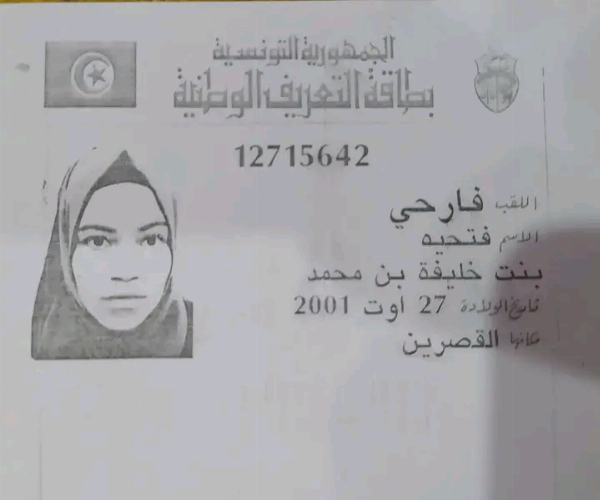 الجمهورية التونسية
بطاقة التعريف الوطنية
12715642
اللقب فارحي
الاسم فتحيه
بنت خليفة بن محمد
تاريخ الولادة 27 أوت 2001
مكانها القصرين